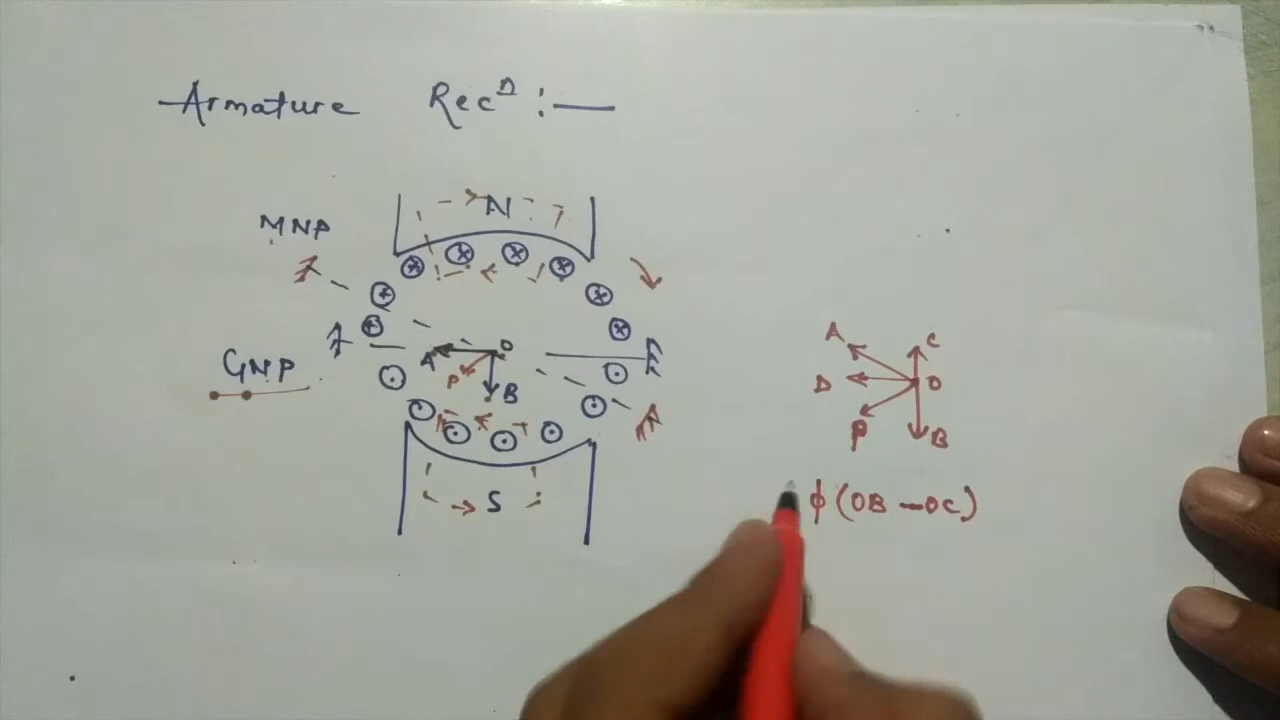 Armature Recⁿ :—
N
MNP
GNP
O
A
P
B
S
A
C
D
O
P
B
ϕ (OB – OC)